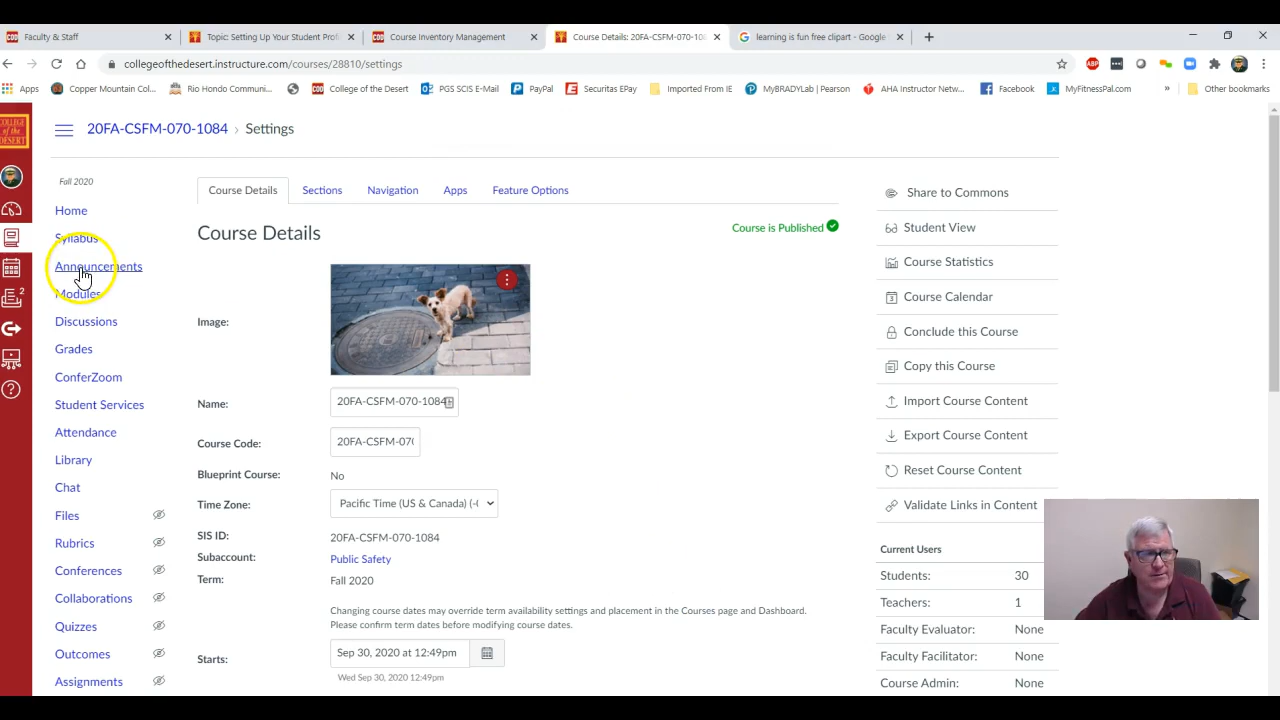 Faculty & Staff
Topic: Setting Up Your Student Prof
Course Inventory Management
Course Details: 20FA-CSFM-070-10
learning is fun free clipart - Google
collegeofthedesert.instructure.com/courses/28810/settings
Apps
Copper Mountain Col...
Rio Hondo Communi...
College of the Desert
PGS SCIS E-Mail
PayPal
Securitas EPay
Imported From IE
MyBRADYLab | Pearson
AHA Instructor Netw...
Facebook
MyFitnessPal.com
»
Other bookmarks
20FA-CSFM-070-1084 › Settings
Fall 2020
Home
Syllabus
Announcements
Modules
Discussions
Grades
ConferZoom
Student Services
Attendance
Library
Chat
Files
Rubrics
Conferences
Collaborations
Quizzes
Outcomes
Assignments
2
Course Details
Sections
Navigation
Apps
Feature Options
Course Details
Course is Published
Image:
Name:
20FA-CSFM-070-1084
Course Code:
20FA-CSFM-070
Blueprint Course:
No
Time Zone:
Pacific Time (US & Canada) (-
SIS ID:
20FA-CSFM-070-1084
Subaccount:
Public Safety
Term:
Fall 2020
Changing course dates may override term availability settings and placement in the Courses page and Dashboard.
Please confirm term dates before modifying course dates.
Starts:
Sep 30, 2020 at 12:49pm
Wed Sep 30, 2020 12:49pm
Share to Commons
Student View
Course Statistics
Course Calendar
Conclude this Course
Copy this Course
Import Course Content
Export Course Content
Reset Course Content
Validate Links in Content
Current Users
Students: 30
Teachers: 1
Faculty Evaluator: None
Faculty Facilitator: None
Course Admin: None